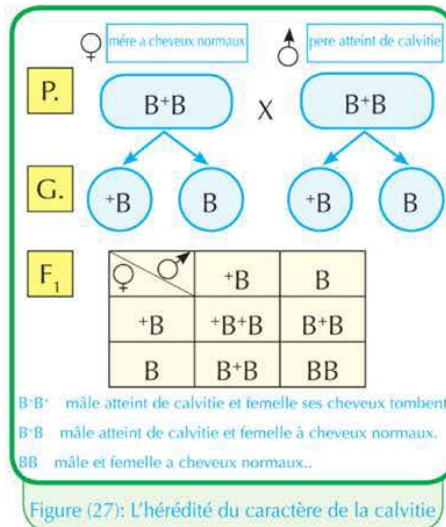 mére a cheveux normaux
pere atteint de calvitie
P.
B⁺B
X
B⁺B
G.
⁺B
B
⁺B
B
F₁
⁺B
B
⁺B
⁺B⁺B
B⁺B
B
B⁺B
BB
B⁺B⁺ mâle atteint de calvitie et femelle ses cheveux tombent
B⁺B mâle atteint de calvitie et femelle à cheveux normaux.
BB mâle et femelle a cheveux normaux..
Figure (27): L'hérédité du caractère de la calvitie